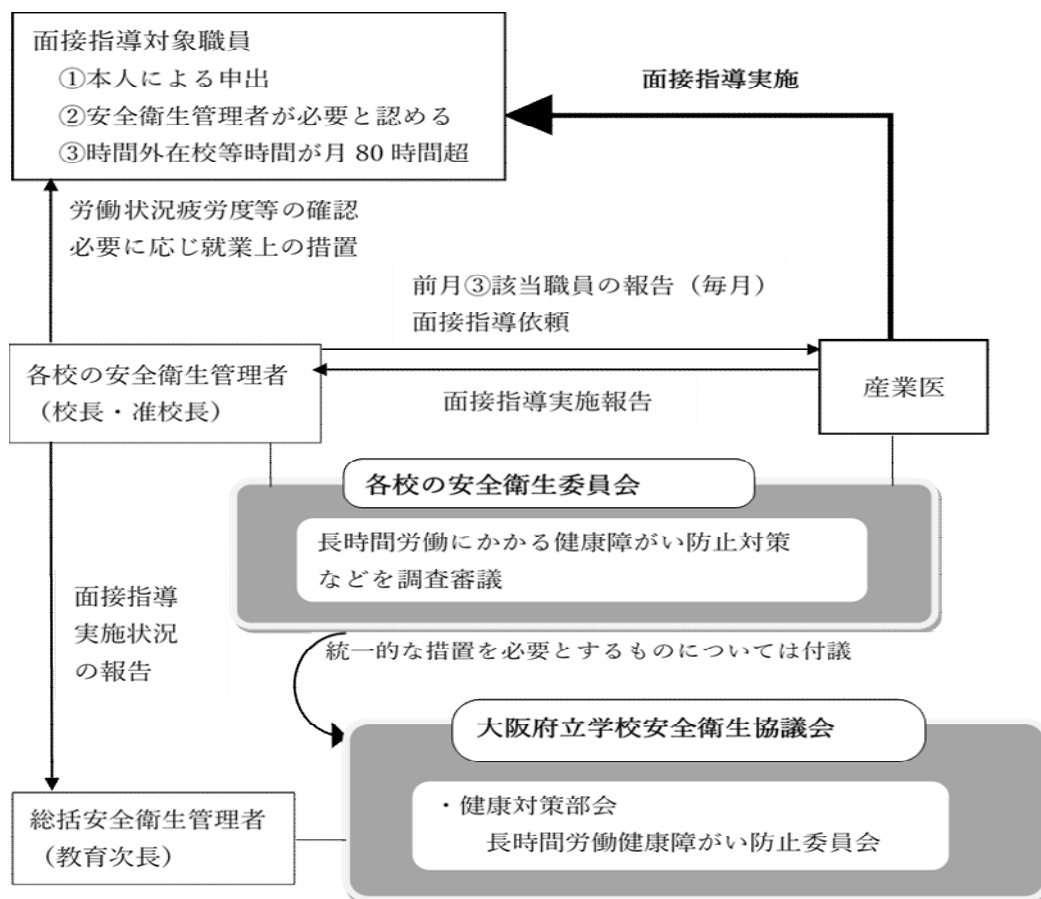 面接指導対象職員
①本人による申出
②安全衛生管理者が必要と認める
③時間外在校等時間が月 80 時間超
面接指導実施
労働状況疲労度等の確認
必要に応じ就業上の措置
前月③該当職員の報告（毎月）
面接指導依頼
各校の安全衛生管理者
（校長・准校長）
面接指導実施報告
産業医
各校の安全衛生委員会
長時間労働にかかる健康障がい防止対策
などを調査審議
面接指導
実施状況
の報告
統一的な措置を必要とするものについては付議
大阪府立学校安全衛生協議会
・健康対策部会
長時間労働健康障がい防止委員会
総括安全衛生管理者
（教育次長）